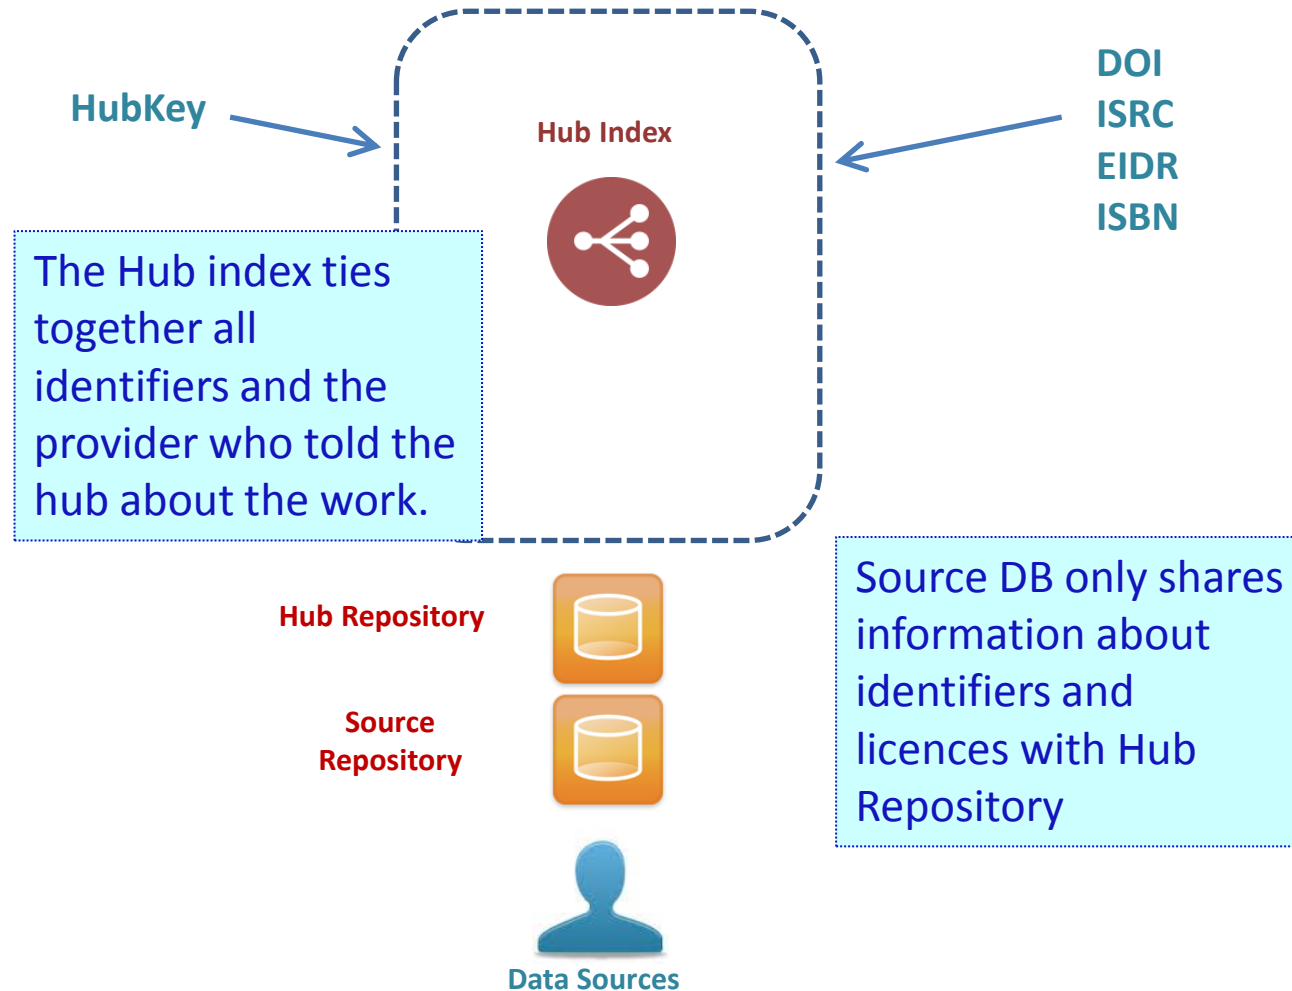 HubKey
Hub Index
DOI
ISRC
EIDR
ISBN
The Hub index ties
together all
identifiers and the
provider who told the
hub about the work.
Hub Repository
Source
Repository
Source DB only shares
information about
identifiers and
licences with Hub
Repository
Data Sources